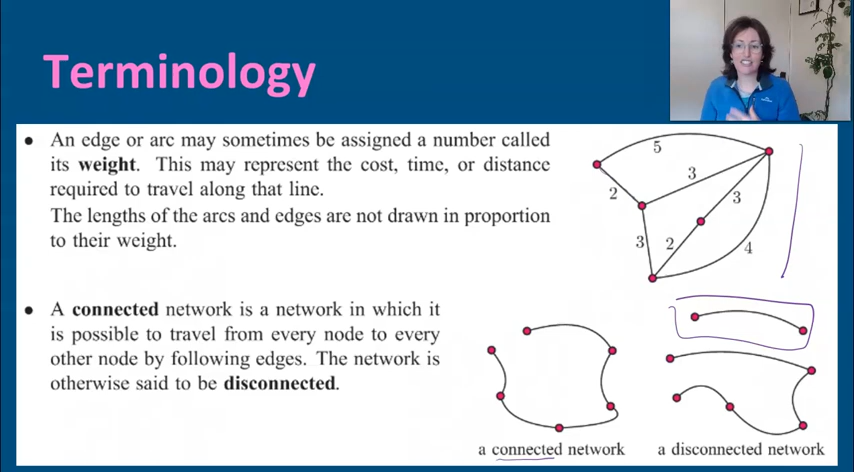 Terminology
● An edge or arc may sometimes be assigned a number called
its weight. This may represent the cost, time, or distance
required to travel along that line.
The lengths of the arcs and edges are not drawn in proportion
to their weight.
5
3
2
3
3
2
4
● A connected network is a network in which it
is possible to travel from every node to every
other node by following edges. The network is
otherwise said to be disconnected.
a connected network
a disconnected network